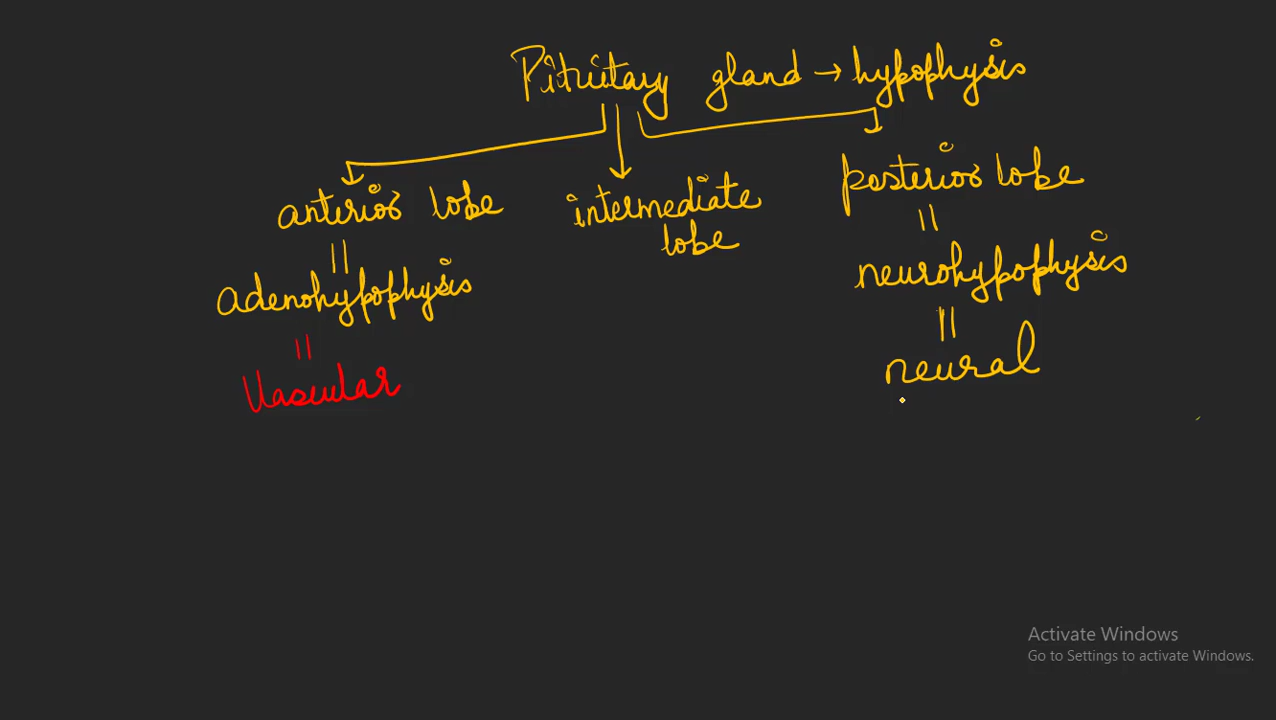 Pituitary gland → hypophysis
anterior lobe
intermediate
lobe
posterior lobe
||
||
adenohypophysis
neurohypophysis
||
||
Vascular
neural
Activate Windows
Go to Settings to activate Windows.